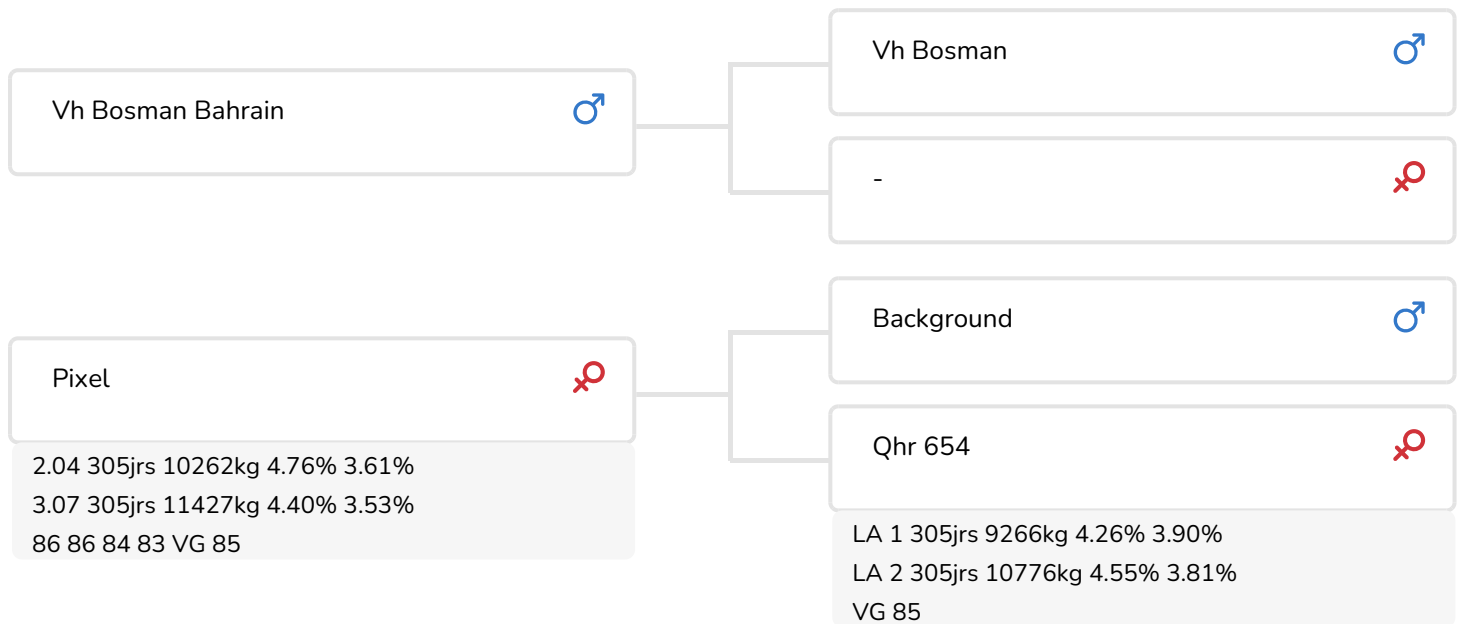 Vh Bosman Bahrain
Vh Bosman
-
Pixel
2.04 305jrs 10262kg 4.76% 3.61%
3.07 305jrs 11427kg 4.40% 3.53%
86 86 84 83 VG 85
Background
Qhr 654
LA 1 305jrs 9266kg 4.26% 3.90%
LA 2 305jrs 10776kg 4.55% 3.81%
VG 85